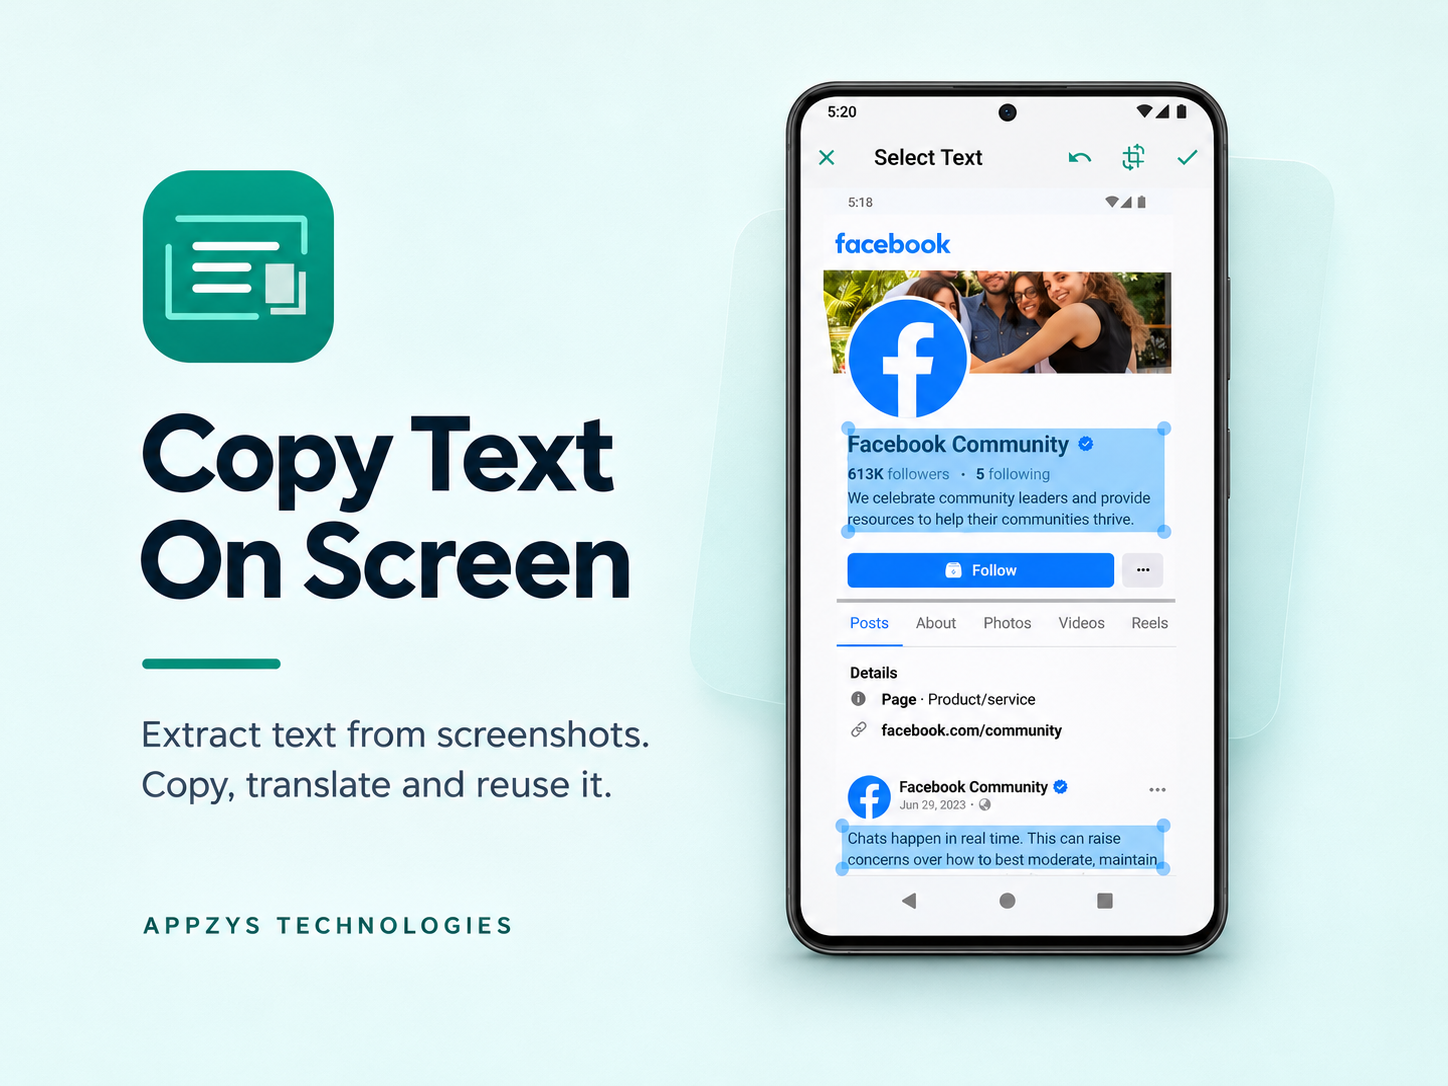 Copy Text
On Screen
Extract text from screenshots.
Copy, translate and reuse it.
APPZYS TECHNOLOGIES
5:20
Select Text
5:18
facebook
Facebook Community
613K followers · 5 following
We celebrate community leaders and provide
resources to help their communities thrive.
Follow
Posts About Photos Videos Reels
Details
Page · Product/service
facebook.com/community
Facebook Community
Jun 29, 2023 ·
Chats happen in real time. This can raise
concerns over how to best moderate, maintain